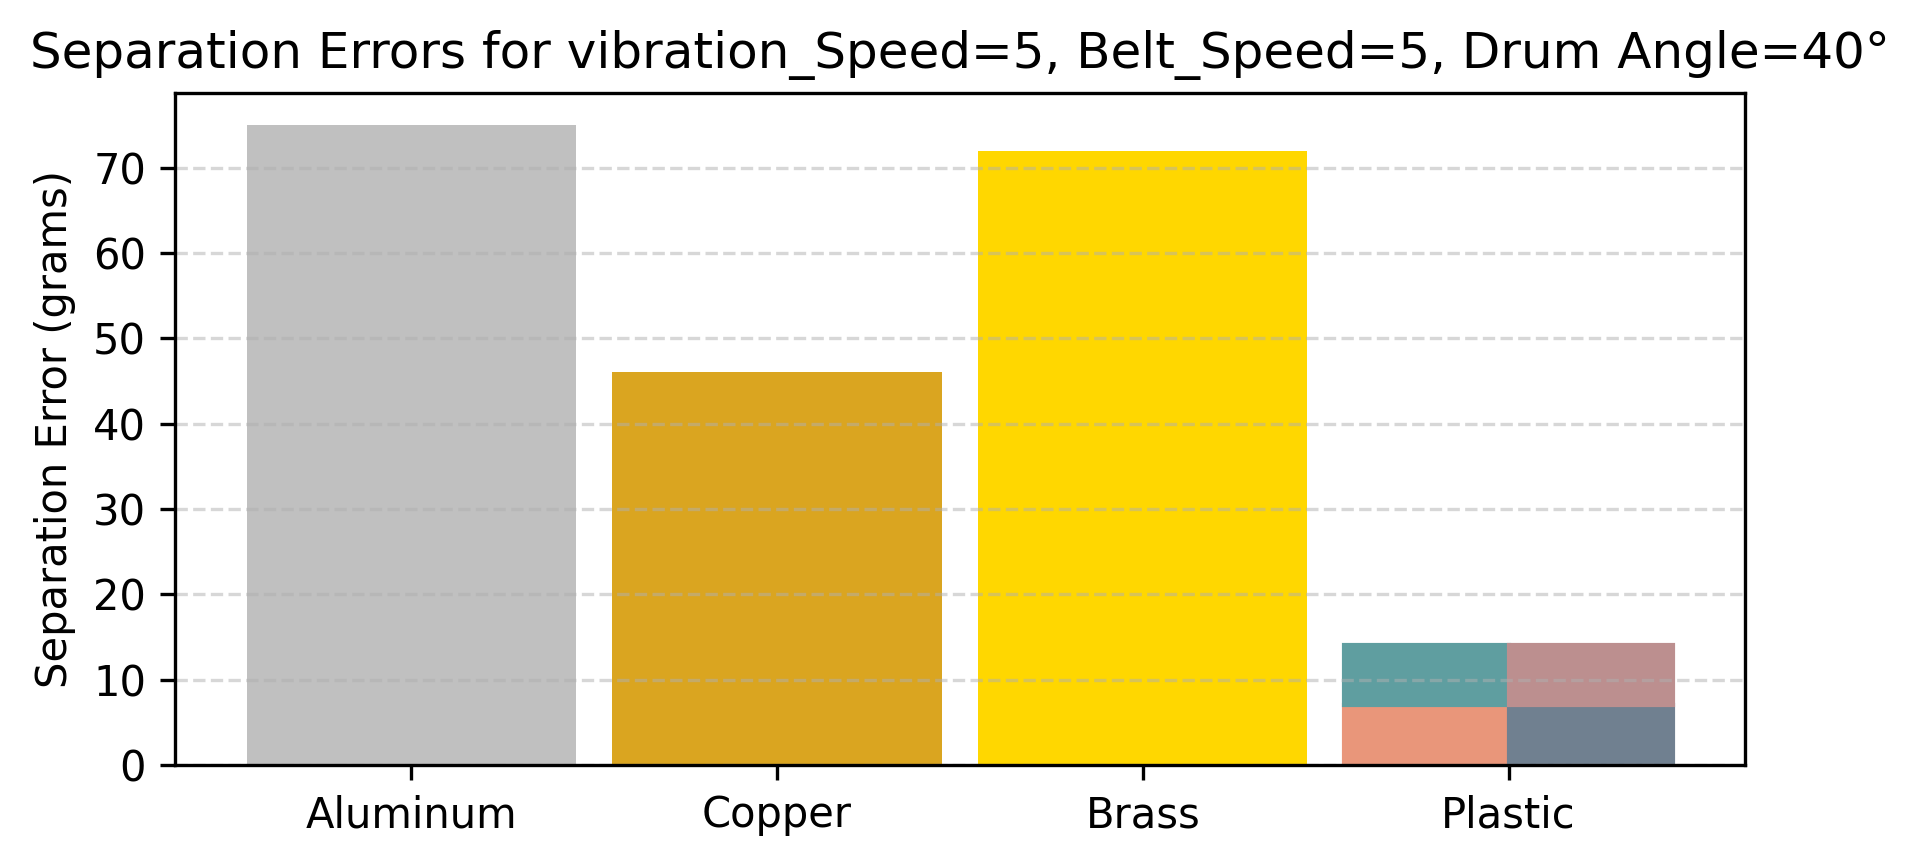 Separation Errors for vibration_Speed=5, Belt_Speed=5, Drum Angle=40°
Separation Error (grams)
70
60
50
40
30
20
10
0
Aluminum
Copper
Brass
Plastic